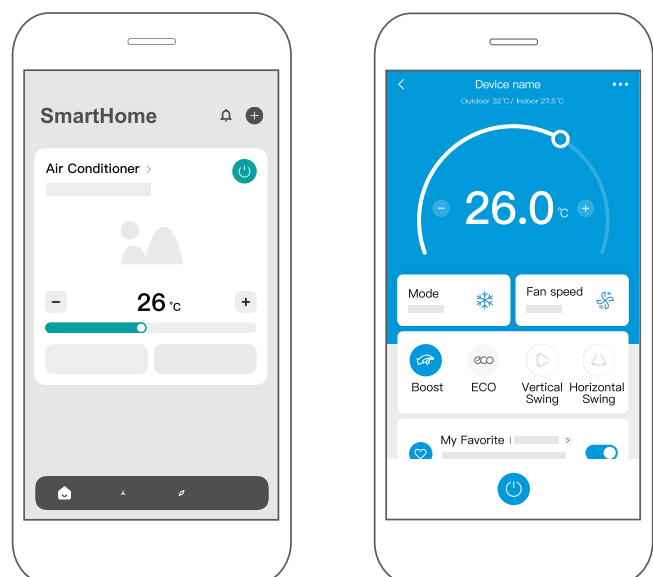 SmartHome
Air Conditioner >
- 26 °C +
Device name
Outdoor 32°C/ Indoor 27.5°C
- 26.0 °C +
Mode
Fan speed
eco
Boost
ECO
Vertical Swing
Horizontal Swing
My Favorite | >